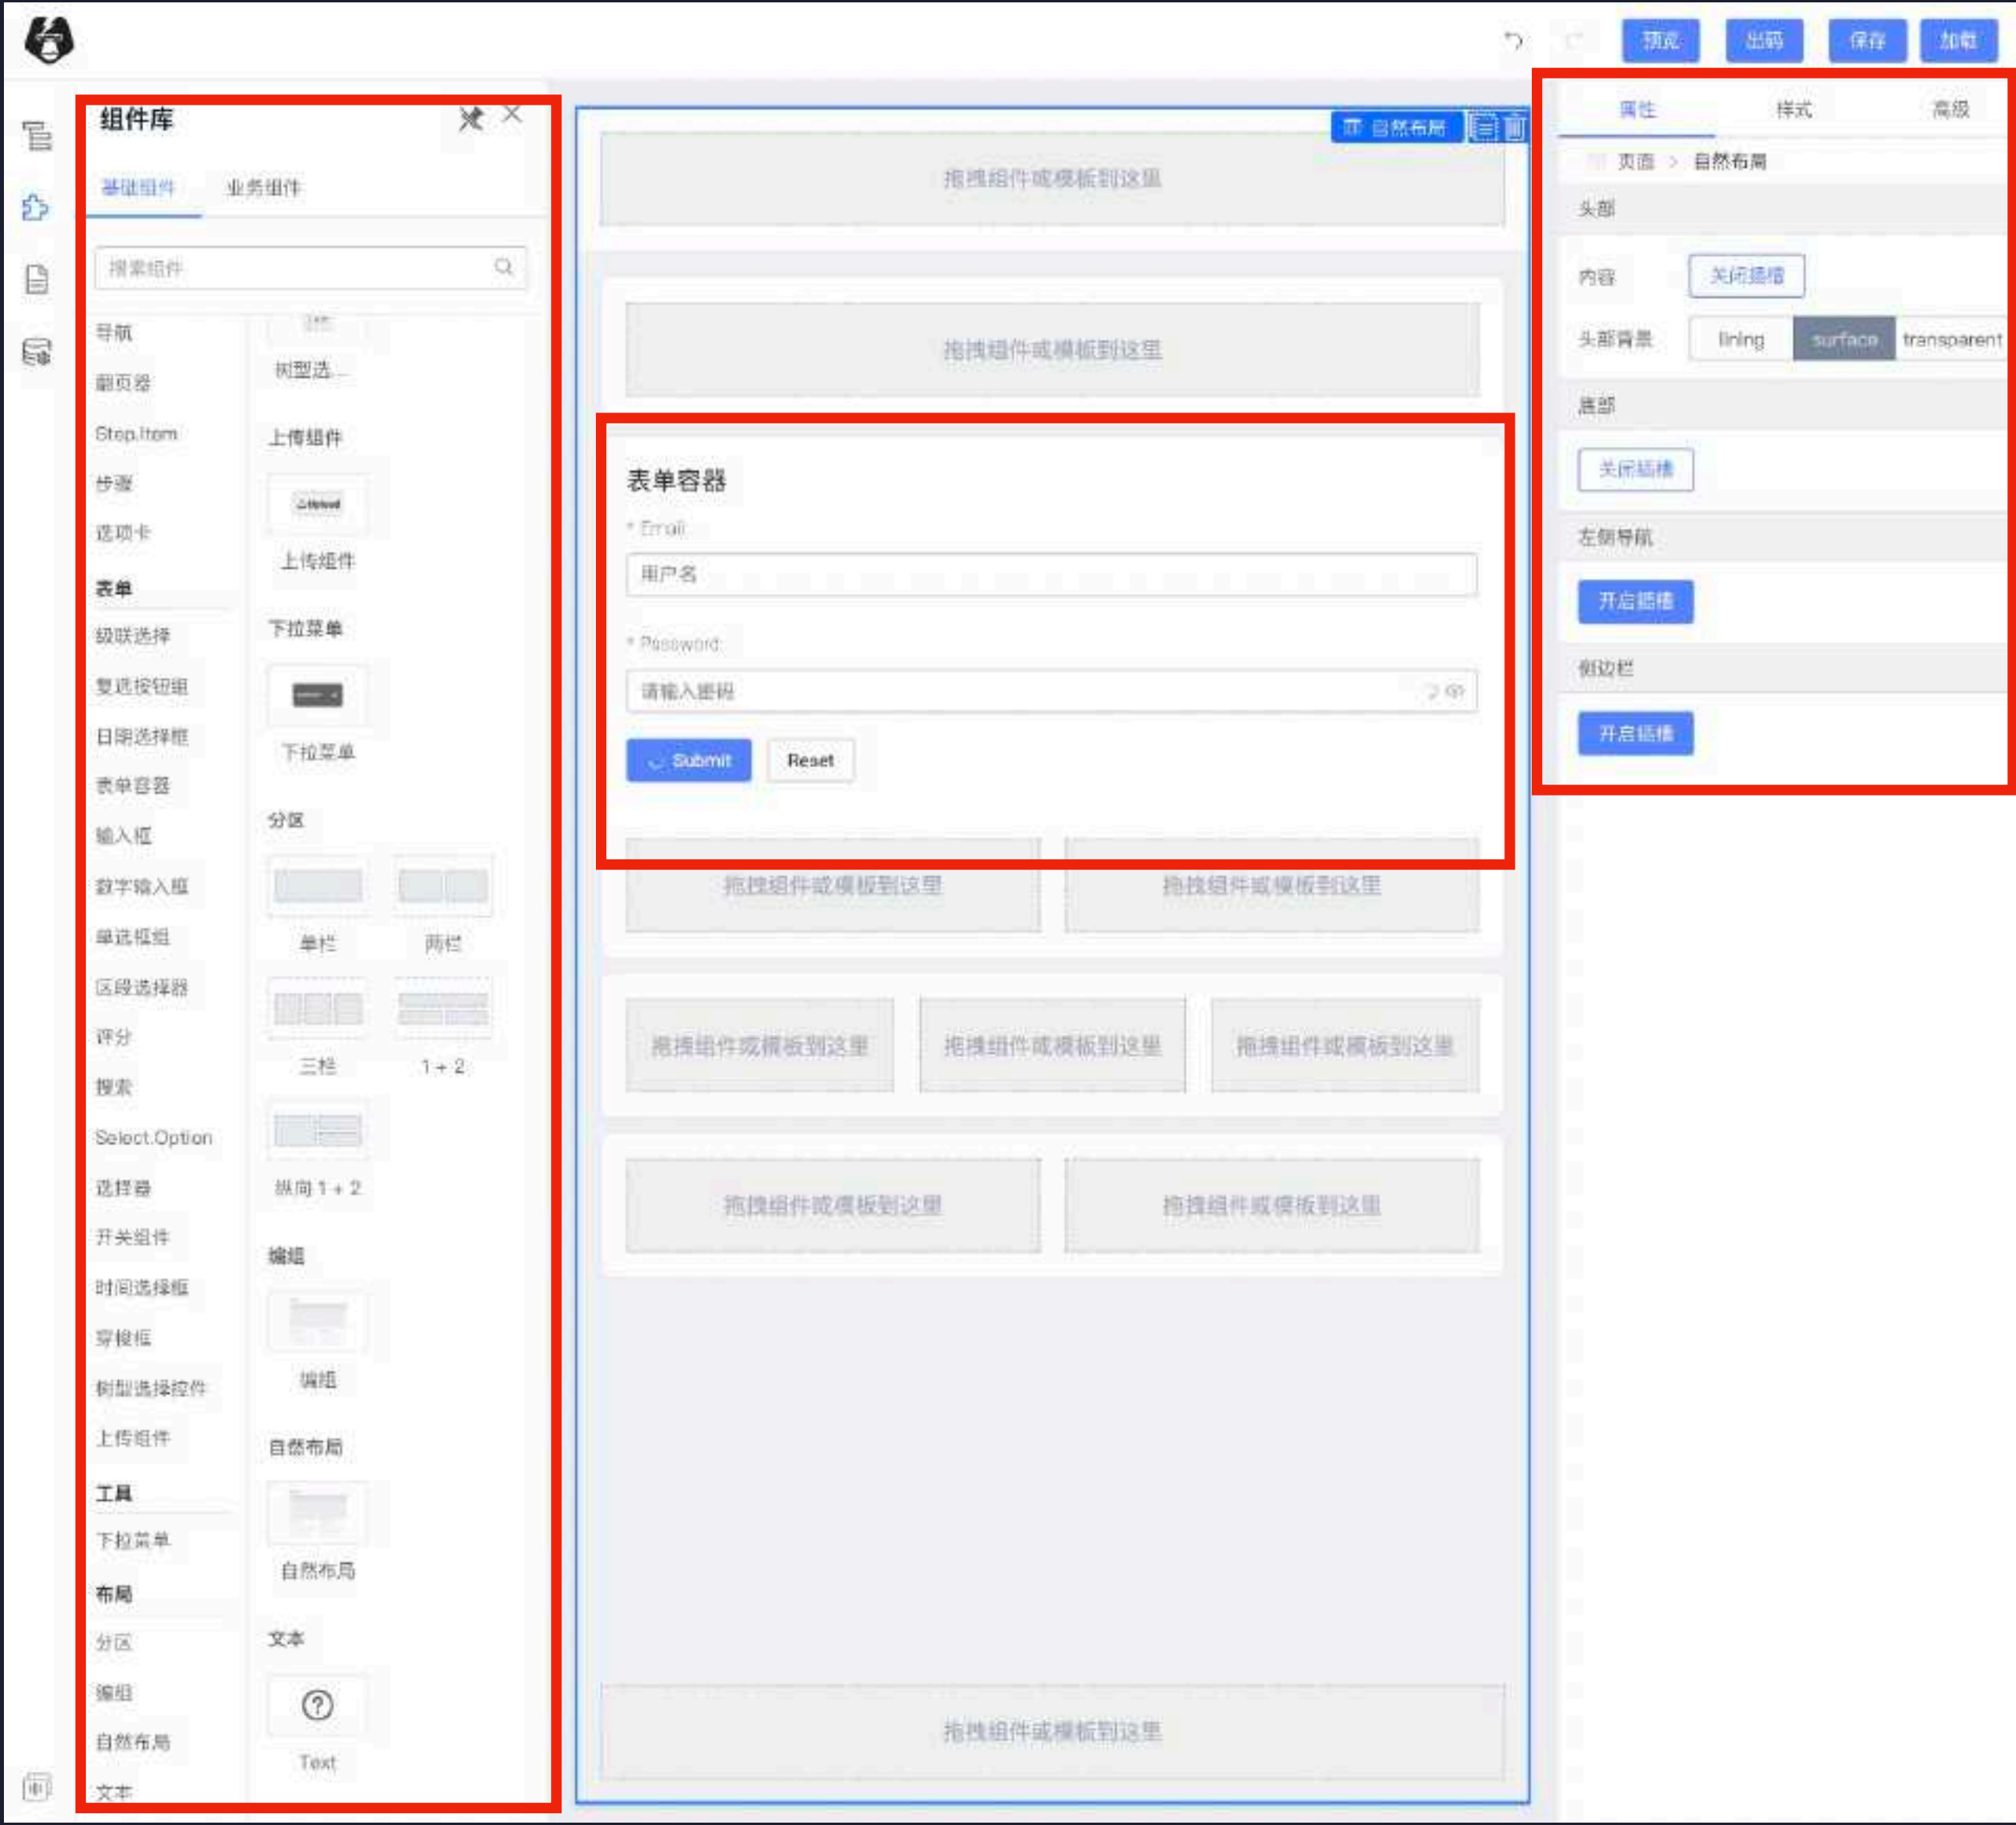 预览 出码 保存 加载
组件库
基础组件 业务组件
搜索组件
导航
翻页器
Step.Item
步骤
选项卡
表单
级联选择
复选按钮组
日期选择框
表单容器
输入框
数字输入框
单选框组
区段选择器
评分
搜索
Select.Option
选择器
开关组件
时间选择框
穿梭框
树型选择控件
上传组件
工具
下拉菜单
布局
分区
编组
自然布局
文本
树型选...
上传组件
Upload
上传组件
下拉菜单
下拉菜单
分区
单栏 两栏
三栏 1 + 2
纵向 1 + 2
编组
编组
自然布局
自然布局
文本
Text
自然布局
拖拽组件或模板到这里
拖拽组件或模板到这里
表单容器
* Email:
用户名
* Password:
请输入密码
Submit Reset
拖拽组件或模板到这里 拖拽组件或模板到这里
拖拽组件或模板到这里 拖拽组件或模板到这里 拖拽组件或模板到这里
拖拽组件或模板到这里 拖拽组件或模板到这里
拖拽组件或模板到这里
属性 样式 高级
页面 > 自然布局
头部
内容 关闭插槽
头部背景 lining surface transparent
底部
关闭插槽
左侧导航
开启插槽
侧边栏
开启插槽